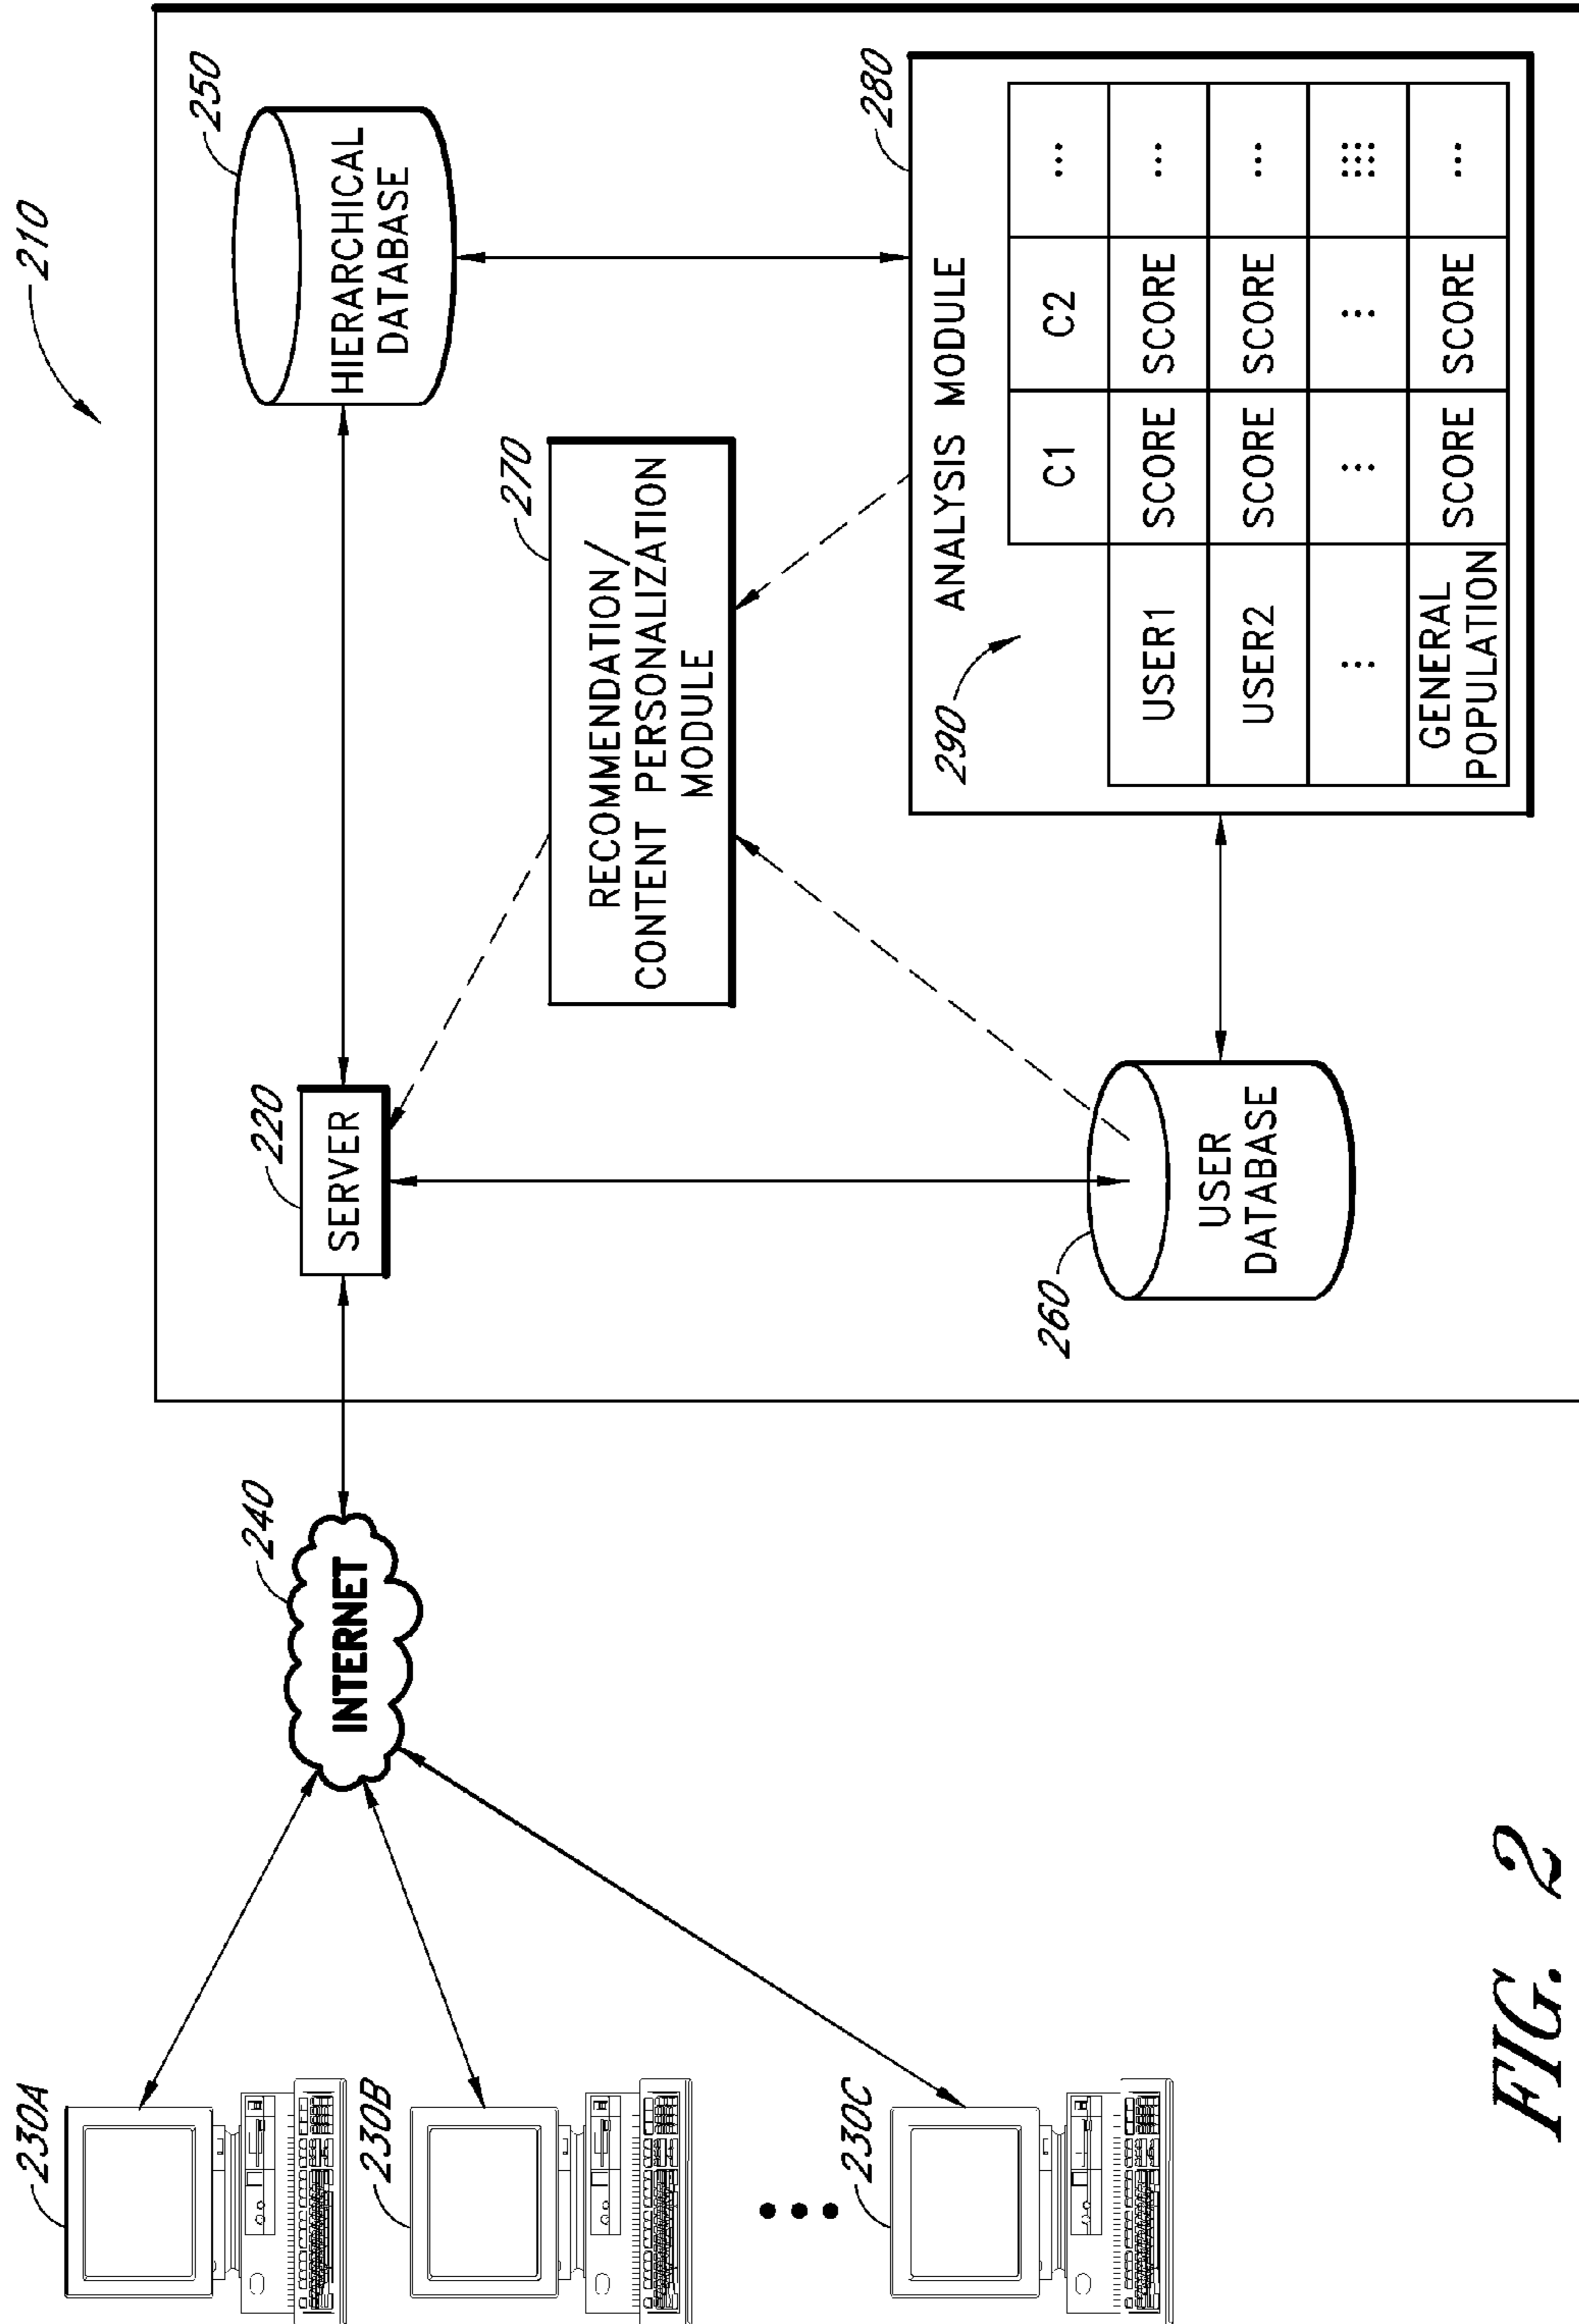 210
230A
230B
230C
240
INTERNET
220
SERVER
250
HIERARCHICAL
DATABASE
270
RECOMMENDATION/
CONTENT PERSONALIZATION
MODULE
260
USER
DATABASE
280
ANALYSIS MODULE
290
C1 C2 ...
USER1 SCORE SCORE ...
USER2 SCORE SCORE ...
GENERAL
POPULATION SCORE SCORE ...
FIG. 2